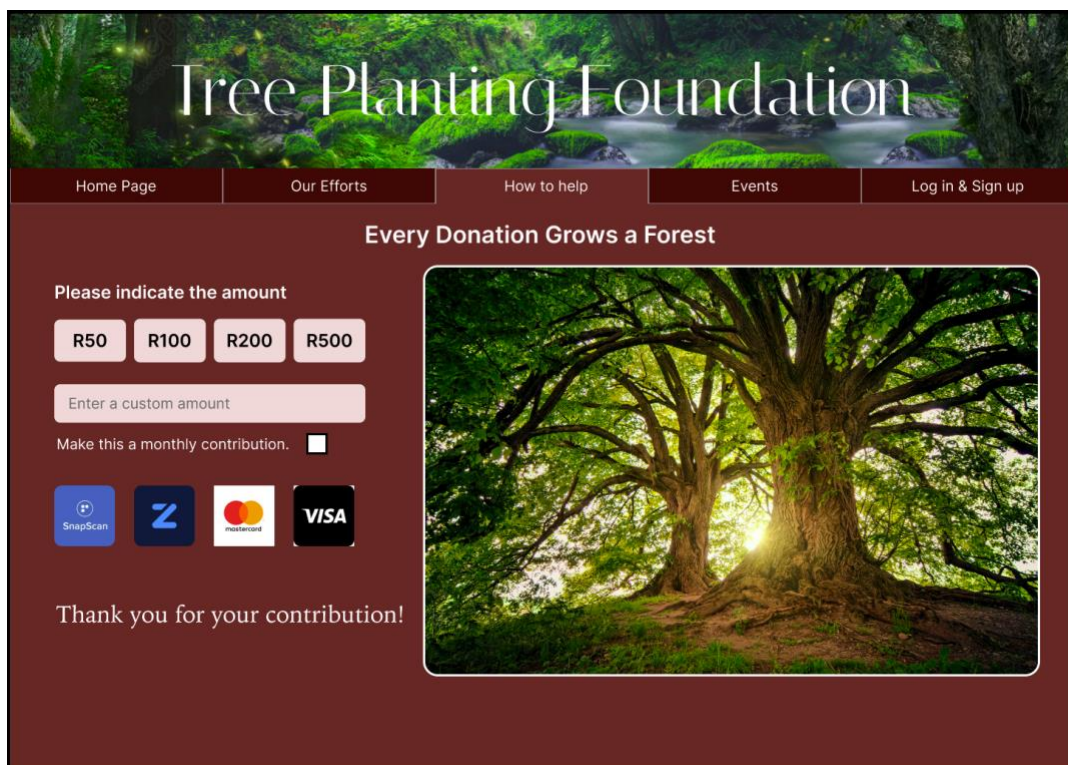 Tree Planting Foundation
Home Page Our Efforts How to help Events Log in & Sign up
Every Donation Grows a Forest
Please indicate the amount
R50 R100 R200 R500
Enter a custom amount
Make this a monthly contribution.
SnapScan mastercard VISA
Thank you for your contribution!